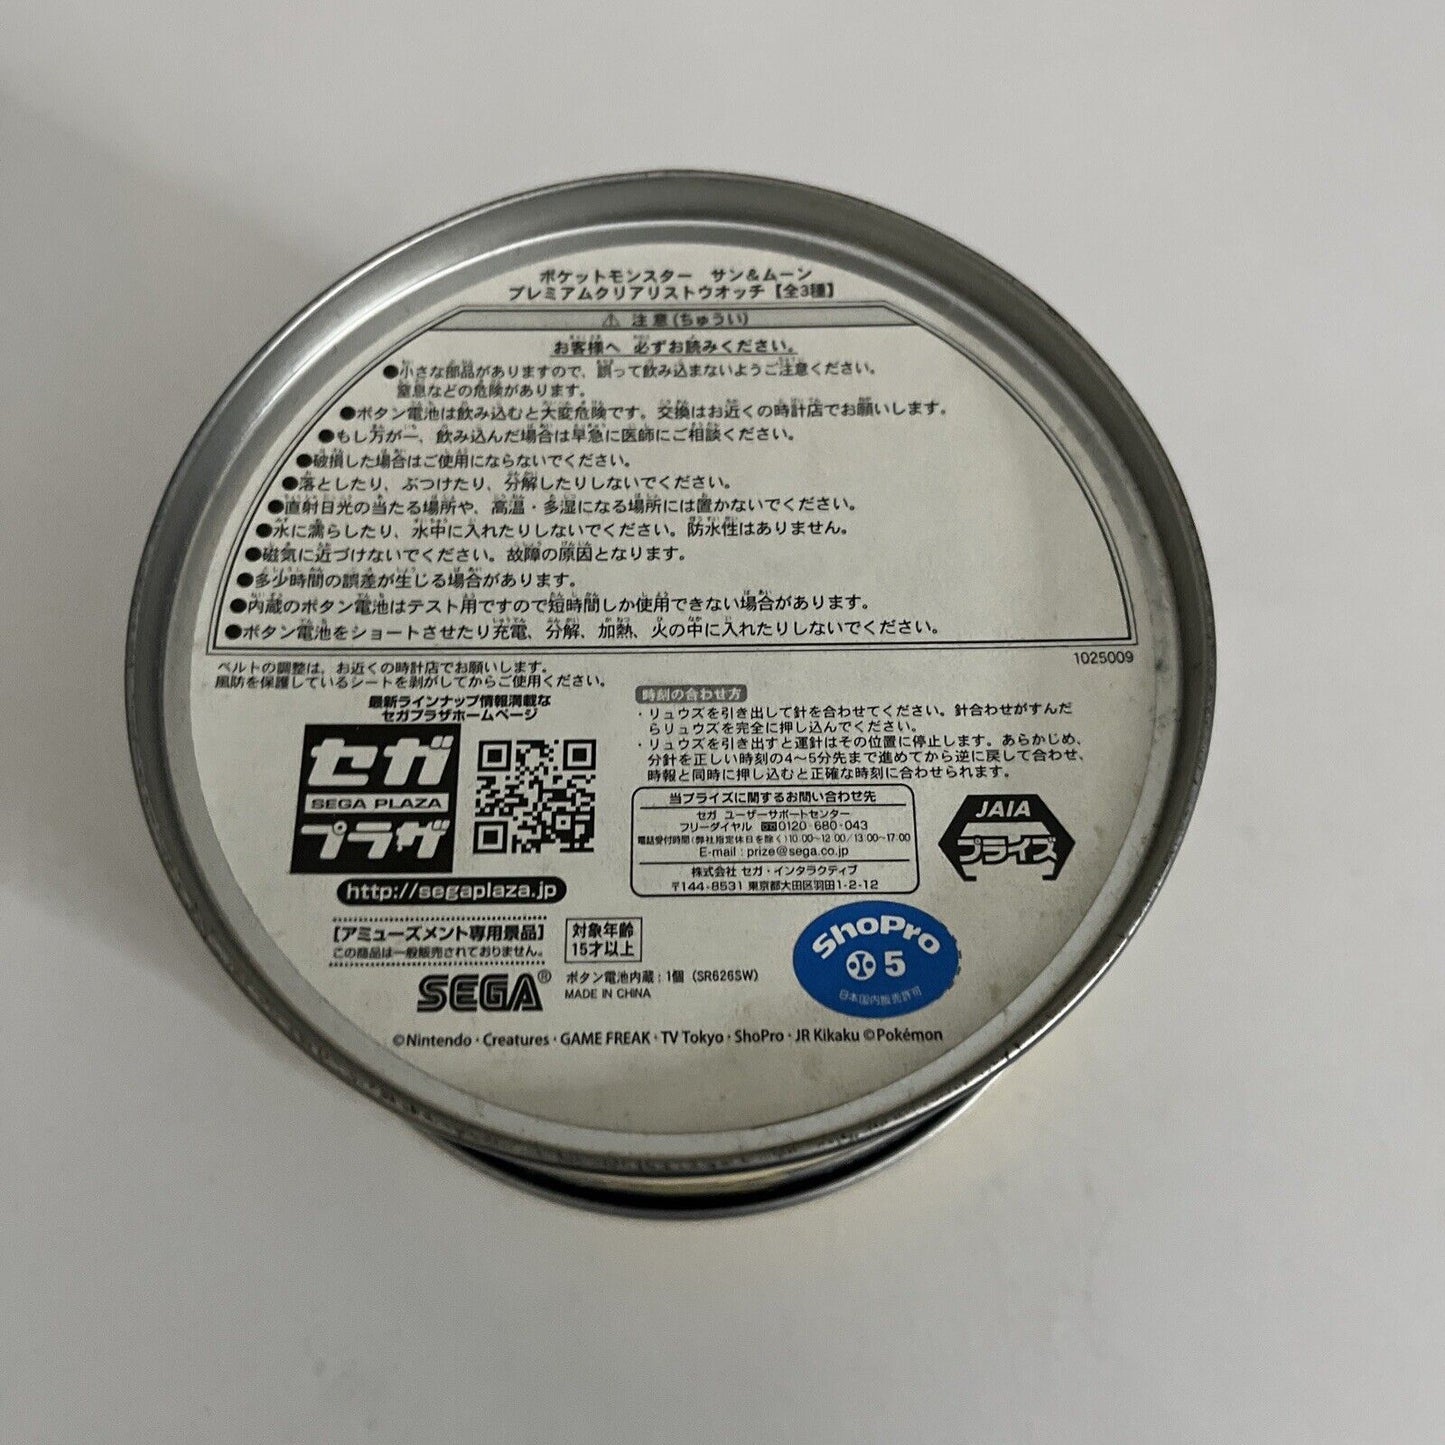 ポケットモンスター サン&ムーン
プレミアムクリアリストウオッチ【全3種】
⚠ 注意(ちゅうい)
お客様へ 必ずお読みください。
●小さな部品がありますので、誤って飲み込まないようご注意ください。
窒息などの危険があります。
●ボタン電池は飲み込むと大変危険です。交換はお近くの時計店でお願いします。
●もし万が一、飲み込んだ場合は早急に医師にご相談ください。
●破損した場合はご使用にならないでください。
●落としたり、ぶつけたり、分解したりしないでください。
●直射日光の当たる場所や、高温・多湿になる場所には置かないでください。
●水に濡らしたり、水中に入れたりしないでください。防水性はありません。
●磁気に近づけないでください。故障の原因となります。
●多少時間の誤差が生じる場合があります。
●内蔵のボタン電池はテスト用ですので短時間しか使用できない場合があります。
●ボタン電池をショートさせたり充電、分解、加熱、火の中に入れたりしないでください。
1025009
ベルトの調整は、お近くの時計店でお願いします。
風防を保護しているシートを剥がしてからご使用ください。
最新ラインナップ情報満載な
セガプラザホームページ
セガ
SEGA PLAZA
プラザ
http://segaplaza.jp
時刻の合わせ方
・リュウズを引き出して針を合わせてください。針合わせがすんだ
らリュウズを完全に押し込んでください。
・リュウズを引き出すと運針はその位置に停止します。あらかじめ、
分針を正しい時刻の4〜5分先まで進めてから逆に戻して合わせ、
時報と同時に押し込むと正確な時刻に合わせられます。
当プライズに関するお問い合わせ先
セガ ユーザーサポートセンター
フリーダイヤル 0120-680-043
電話受付時間(弊社指定休日を除く)10:00〜12:00/13:00〜17:00
E-mail : prize@sega.co.jp
株式会社 セガ・インタラクティブ
〒144-8531 東京都大田区羽田1-2-12
JAIA
プライズ
[アミューズメント専用景品]
この商品は一般販売されておりません。
対象年齢
15才以上
SEGA®
ボタン電池内蔵:1個(SR626SW)
MADE IN CHINA
ShoPro
5
日本国内販売許可
©Nintendo・Creatures・GAME FREAK・TV Tokyo・ShoPro・JR Kikaku ©Pokémon